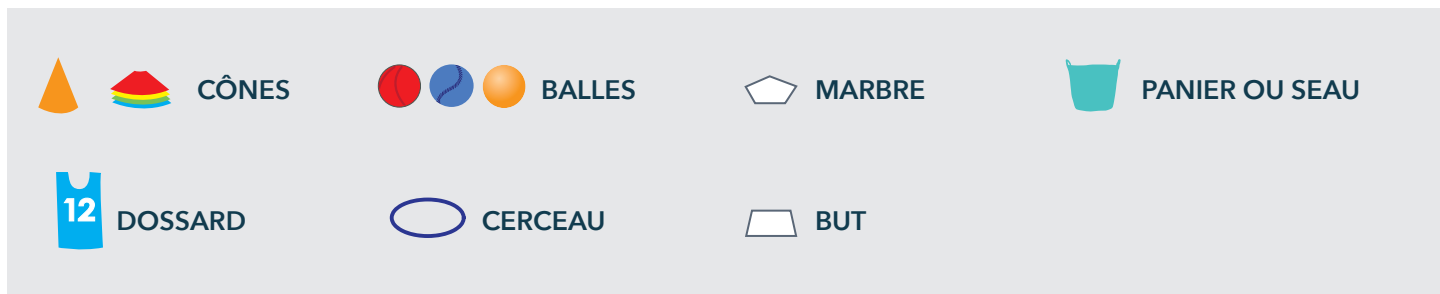 CÔNES
BALLES
MARBRE
PANIER OU SEAU
12
DOSSARD
CERCEAU
BUT